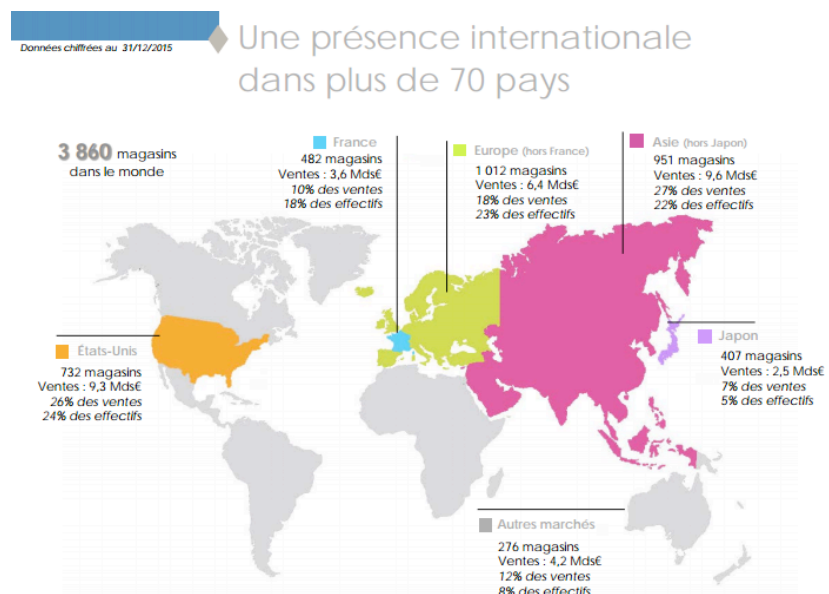 Données chiffrées au 31/12/2015
Une présence internationale
dans plus de 70 pays
3 860 magasins
dans le monde
France
482 magasins
Ventes : 3,6 Mds€
10% des ventes
18% des effectifs
Europe (hors France)
1 012 magasins
Ventes : 6,4 Mds€
18% des ventes
23% des effectifs
Asie (hors Japon)
951 magasins
Ventes : 9,6 Mds€
27% des ventes
22% des effectifs
États-Unis
732 magasins
Ventes : 9,3 Mds€
26% des ventes
24% des effectifs
Japon
407 magasins
Ventes : 2,5 Mds€
7% des ventes
5% des effectifs
Autres marchés
276 magasins
Ventes : 4,2 Mds€
12% des ventes
8% des effectifs